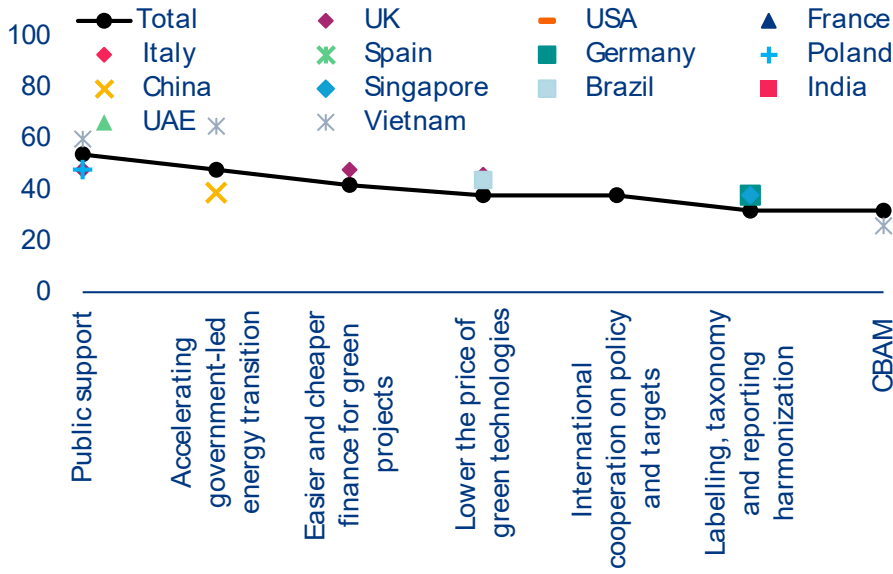 100
80
60
40
20
0
Total
UK
USA
France
Italy
Spain
Germany
Poland
China
Singapore
Brazil
India
UAE
Vietnam
Public support
Accelerating
government-led
energy transition
Easier and cheaper
finance for green
projects
Lower the price of
green technologies
International
cooperation on policy
and targets
Labelling, taxonomy
and reporting
harmonization
CBAM